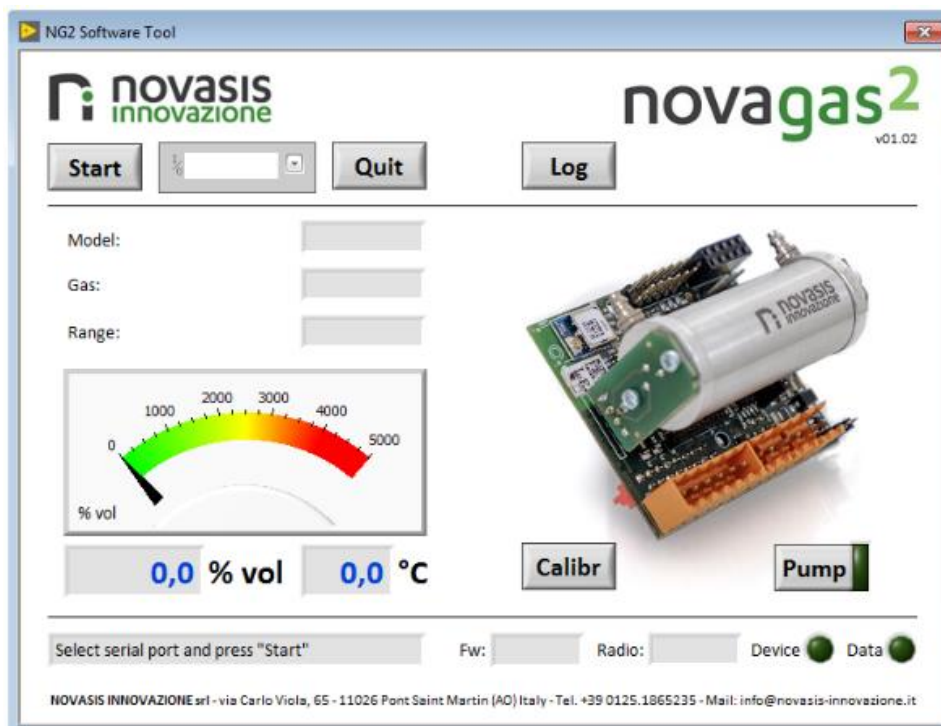 NG2 Software Tool
novasis
innovazione
novagas2
v01.02
Start
I/O
Quit
Log
Model:
Gas:
Range:
novasis
innovazione
0
1000
2000
3000
4000
5000
% vol
0,0 % vol 0,0 °C
Calibr
Pump
Select serial port and press "Start"
Fw:
Radio:
Device
Data
NOVASIS INNOVAZIONE srl - via Carlo Viola, 65 - 11026 Pont Saint Martin (AO) Italy - Tel. +39 0125.1865235 - Mail: info@novasis-innovazione.it